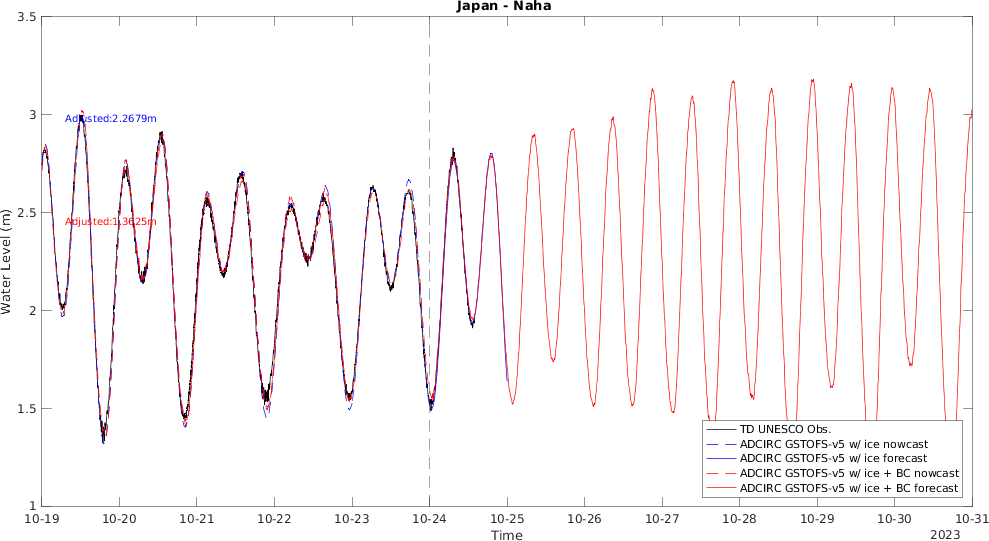 Japan - Naha
3.5
3
2.5
2
1.5
1
Water Level (m)
Adjusted:2.2679m
Adjusted:1.3625m
TD UNESCO Obs.
ADCIRC GSTOFS-v5 w/ ice nowcast
ADCIRC GSTOFS-v5 w/ ice forecast
ADCIRC GSTOFS-v5 w/ ice + BC nowcast
ADCIRC GSTOFS-v5 w/ ice + BC forecast
10-19 10-20 10-21 10-22 10-23 10-24 10-25 10-26 10-27 10-28 10-29 10-30 10-31
Time
2023